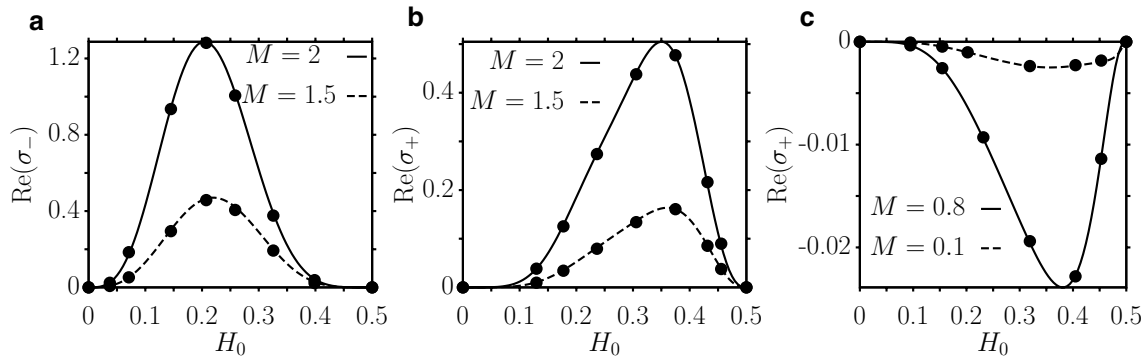 a
1.2
0.8
0.4
0
Re(σ₋)
M = 2
M = 1.5
0 0.1 0.2 0.3 0.4 0.5
H₀
b
0.4
0.2
0
Re(σ₊)
M = 2
M = 1.5
0 0.1 0.2 0.3 0.4 0.5
H₀
c
0
-0.01
-0.02
Re(σ₊)
M = 0.8
M = 0.1
0 0.1 0.2 0.3 0.4 0.5
H₀